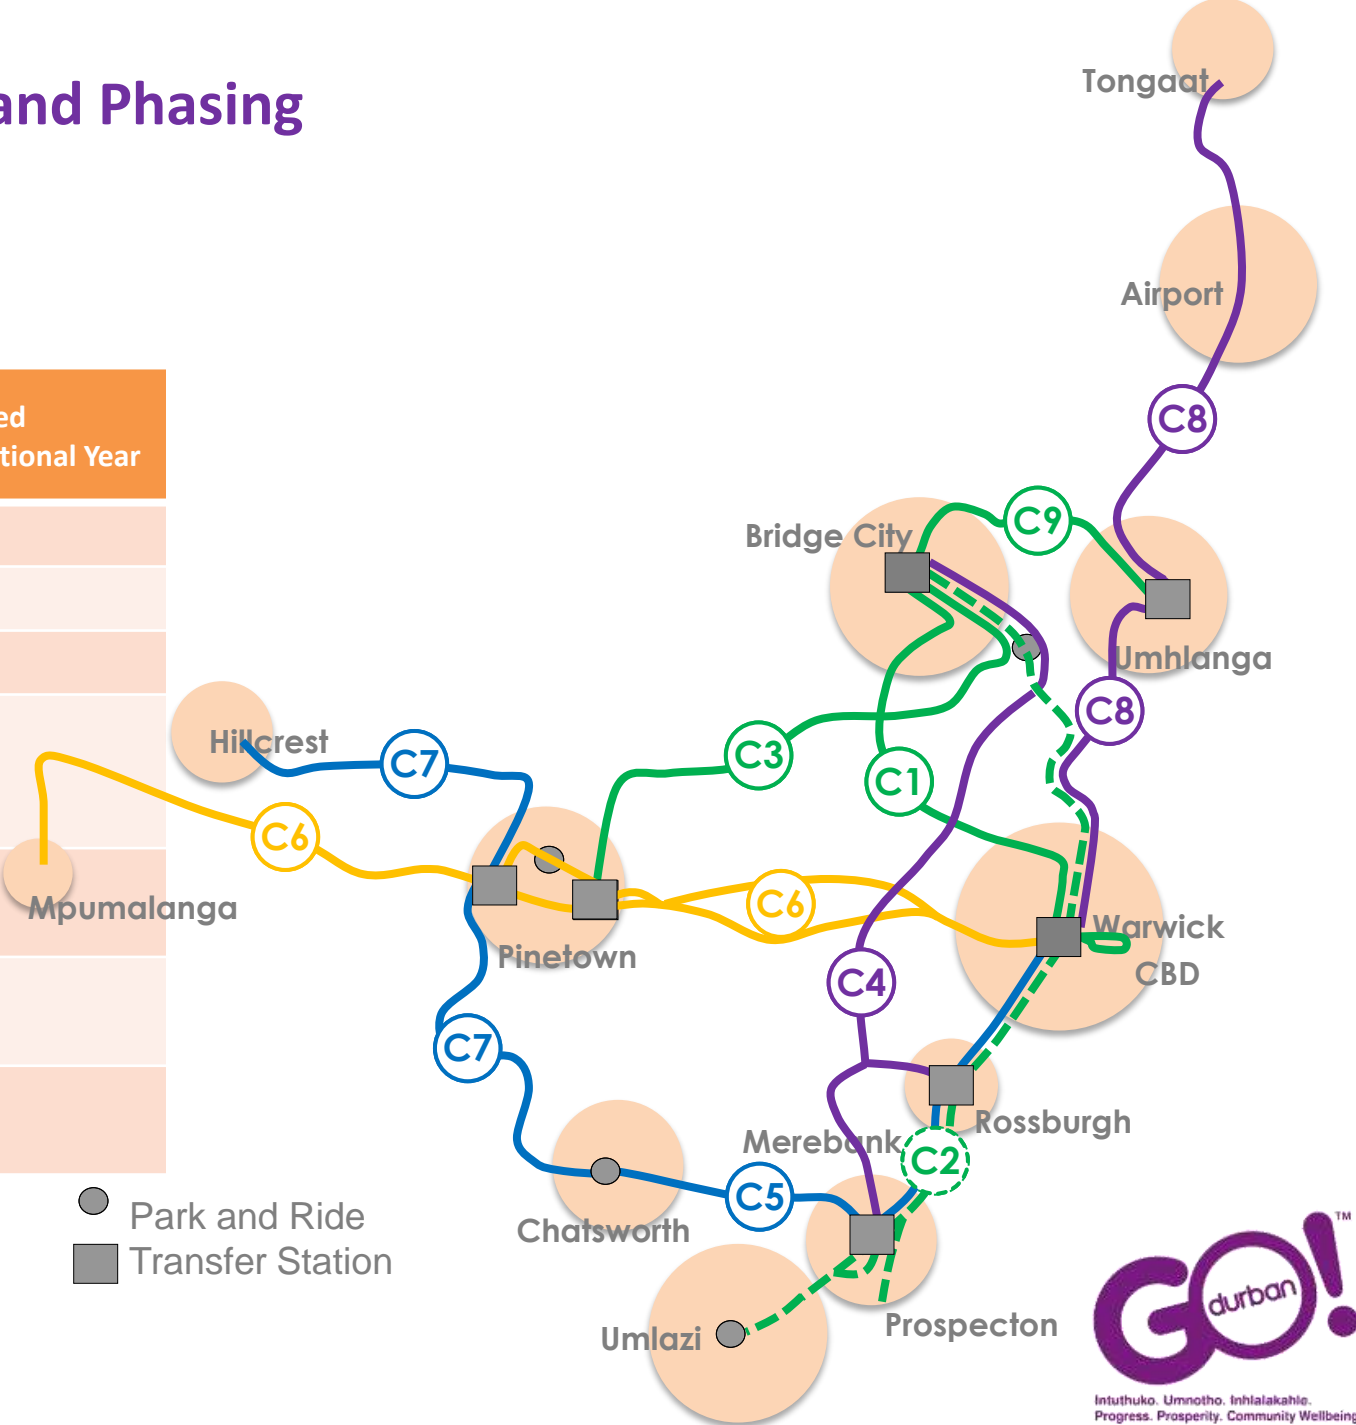 and Phasing
Tongaat
Airport
ed
tional Year
C8
C9
Bridge City
Umhlanga
C8
Hillcrest
C7
C3
C1
C6
C6
Mpumalanga
Warwick
CBD
Pinetown
C4
C7
Rossburgh
Merebank
C2
C5
Chatsworth
Park and Ride
Transfer Station
Prospecton
Umlazi
GO!
durban
TM
Intuthuko. Umnotho. Inhlalakahle.
Progress. Prosperity. Community Wellbeing